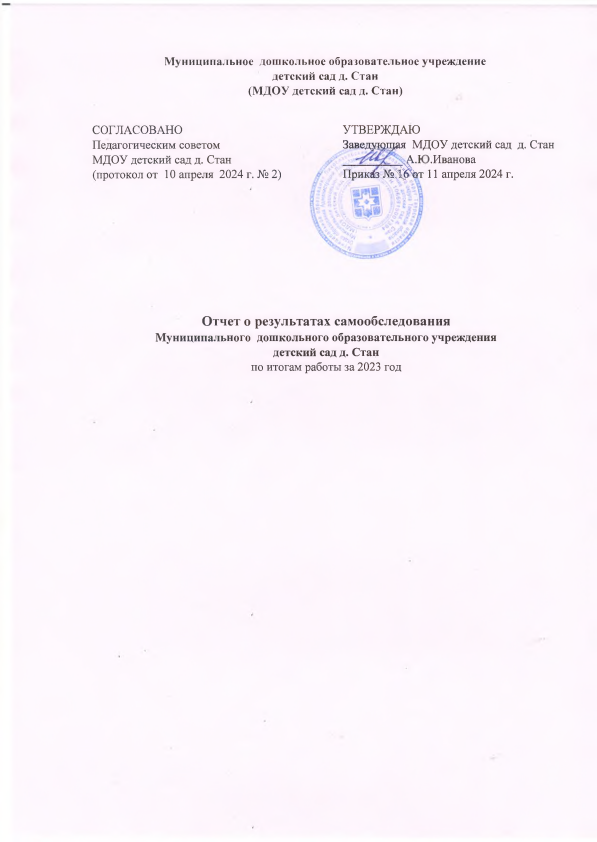 Муниципальное дошкольное образовательное учреждение
детский сад д. Стан
(МДОУ детский сад д. Стан)
СОГЛАСОВАНО
Педагогическим советом
МДОУ детский сад д. Стан
(протокол от 10 апреля 2024 г. № 2)
УТВЕРЖДАЮ
Заведующая МДОУ детский сад д. Стан
А.Ю.Иванова
Приказ № 16 от 11 апреля 2024 г.
Отчет о результатах самообследования
Муниципального дошкольного образовательного учреждения
детский сад д. Стан
по итогам работы за 2023 год